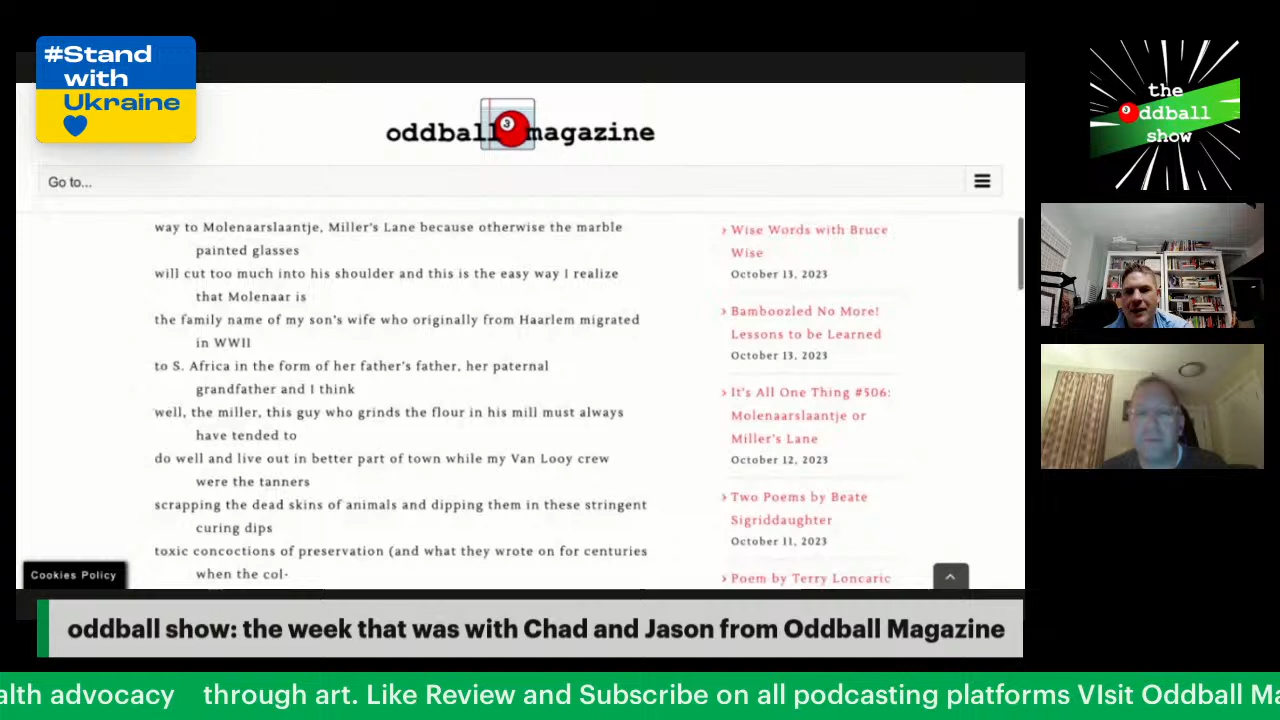 #Stand
with
Ukraine
oddball magazine
3
Go to...
way to Molenaarslaantje, Miller's Lane because otherwise the marble
painted glasses
will cut too much into his shoulder and this is the easy way I realize
that Molenaar is
the family name of my son's wife who originally from Haarlem migrated
in WWII
to S. Africa in the form of her father's father, her paternal
grandfather and I think
well, the miller, this guy who grinds the flour in his mill must always
have tended to
do well and live out in better part of town while my Van Looy crew
were the tanners
scrapping the dead skins of animals and dipping them in these stringent
curing dips
toxic concoctions of preservation (and what they wrote on for centuries
when the col-
Cookies Policy
› Wise Words with Bruce
Wise
October 13, 2023
› Bamboozled No More!
Lessons to be Learned
October 13, 2023
› It's All One Thing #506:
Molenaarslaantje or
Miller's Lane
October 12, 2023
› Two Poems by Beate
Sigriddaughter
October 11, 2023
› Poem by Terry Loncaric
the
3ddball
show
oddball show: the week that was with Chad and Jason from Oddball Magazine
alth advocacy through art. Like Review and Subscribe on all podcasting platforms VIsit Oddball Ma